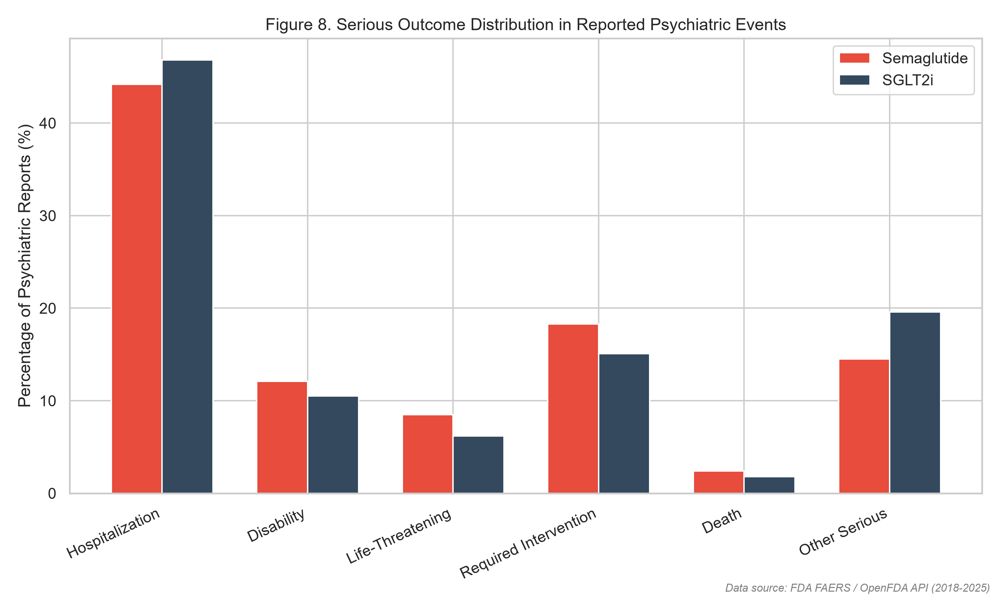 Figure 8. Serious Outcome Distribution in Reported Psychiatric Events
Semaglutide
SGLT2i
Percentage of Psychiatric Reports (%)
40
30
20
10
0
Hospitalization
Disability
Life-Threatening
Required Intervention
Death
Other Serious
Data source: FDA FAERS / OpenFDA API (2018-2025)